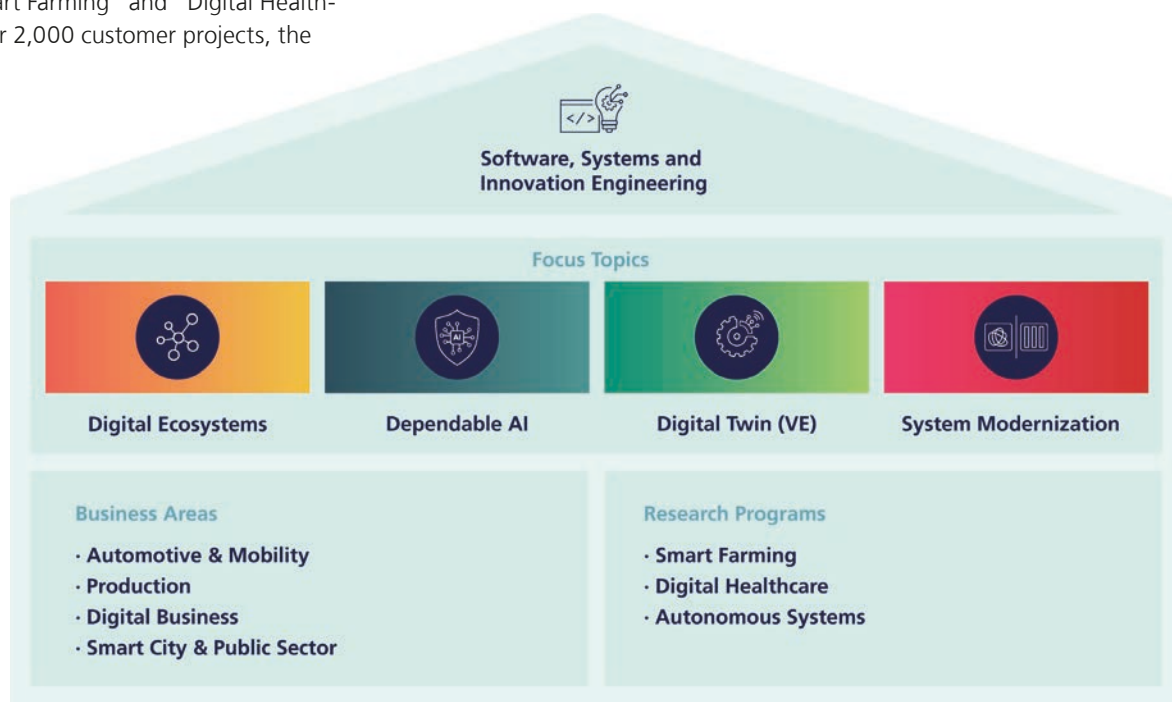 art Farming" and "Digital Health-
r 2,000 customer projects, the
</>
Software, Systems and
Innovation Engineering
Focus Topics
AI
Digital Ecosystems
Dependable AI
Digital Twin (VE)
System Modernization
Business Areas
· Automotive & Mobility
· Production
· Digital Business
· Smart City & Public Sector
Research Programs
· Smart Farming
· Digital Healthcare
· Autonomous Systems